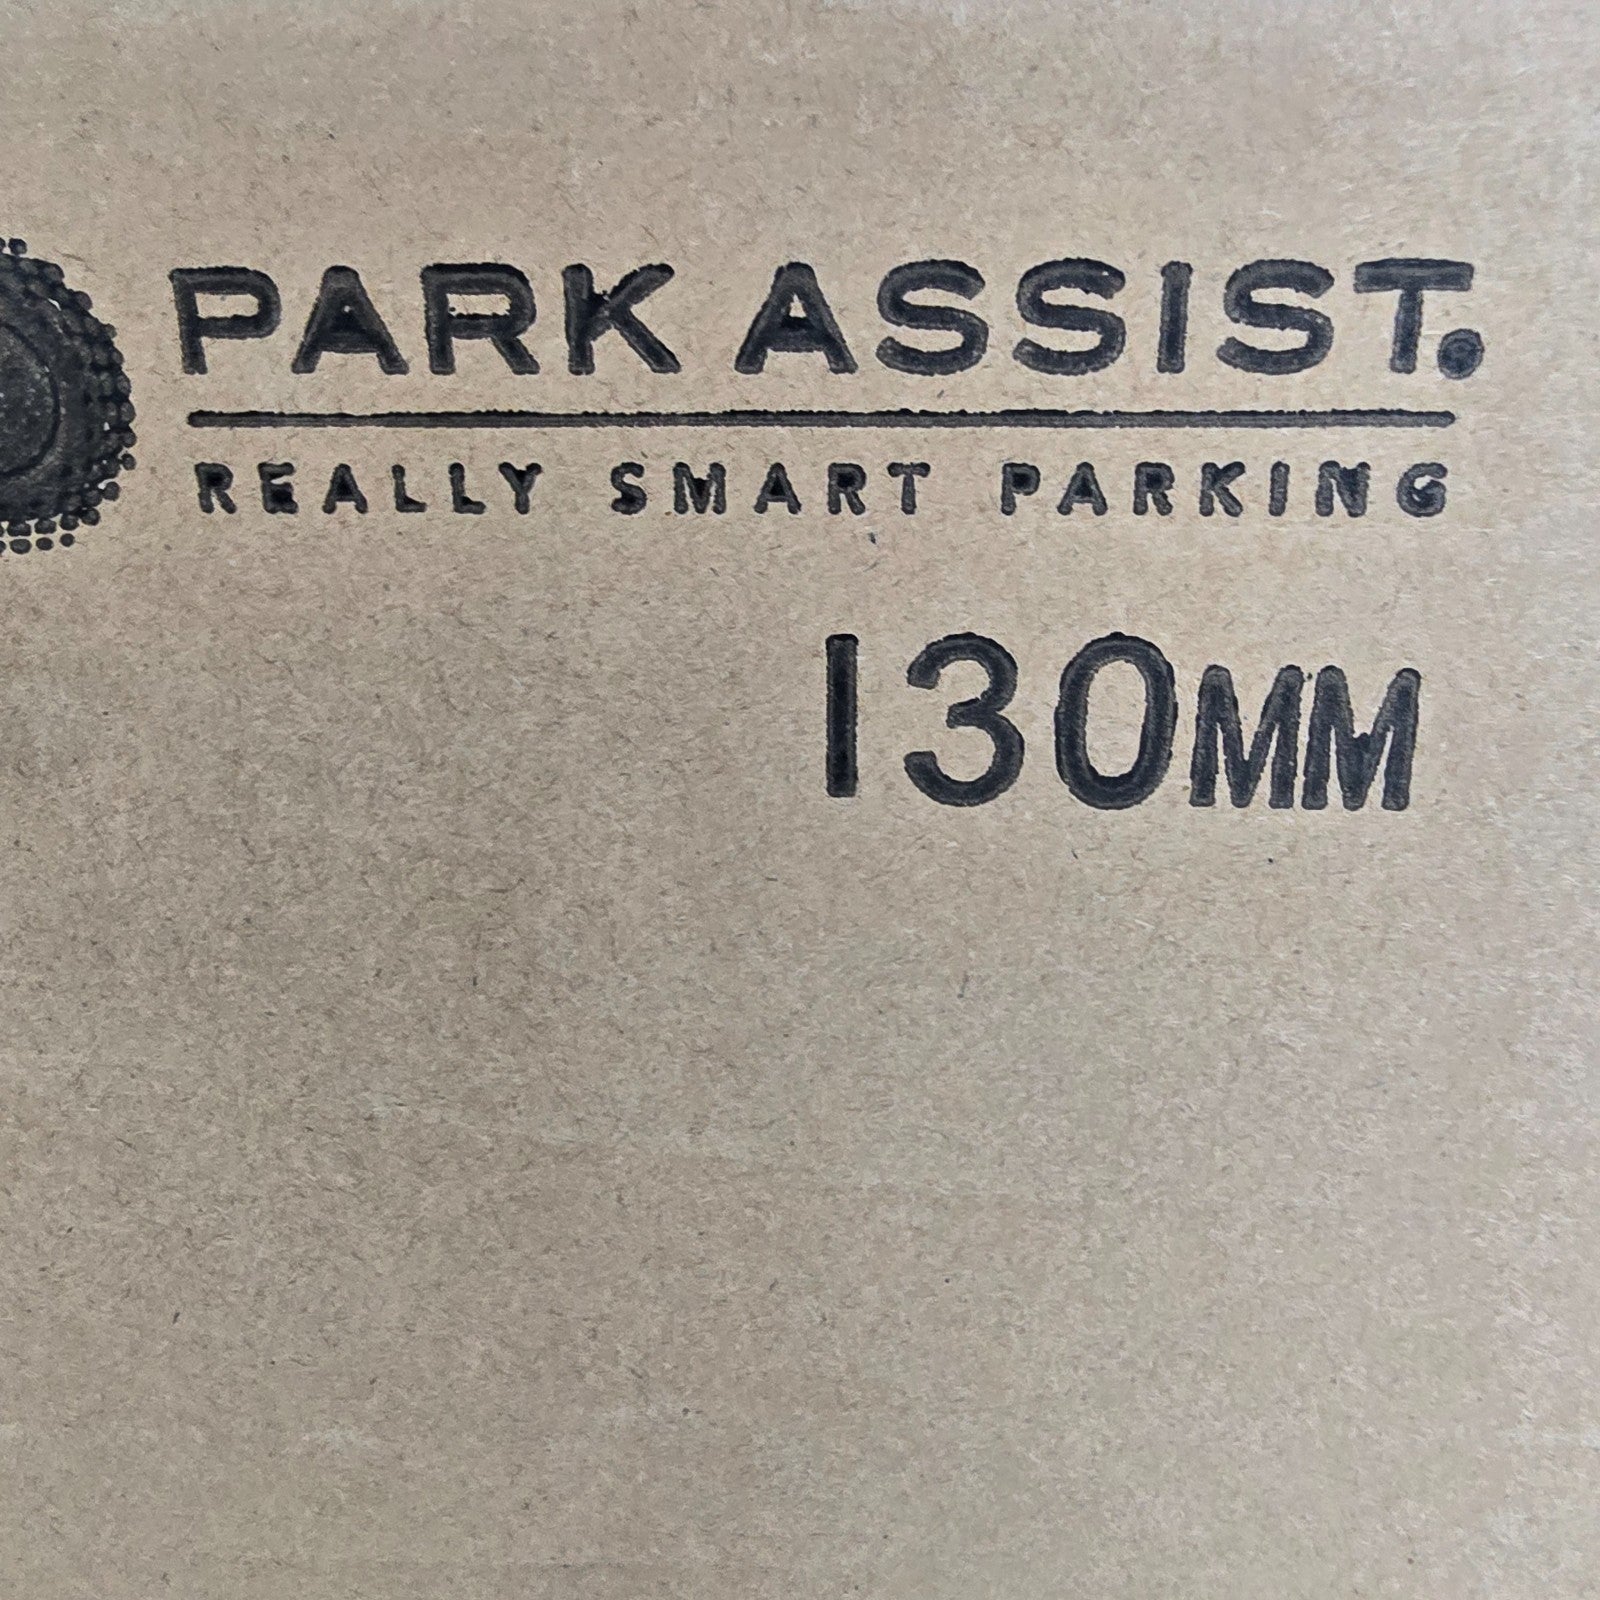 PARK ASSIST.
REALLY SMART PARKING
130MM